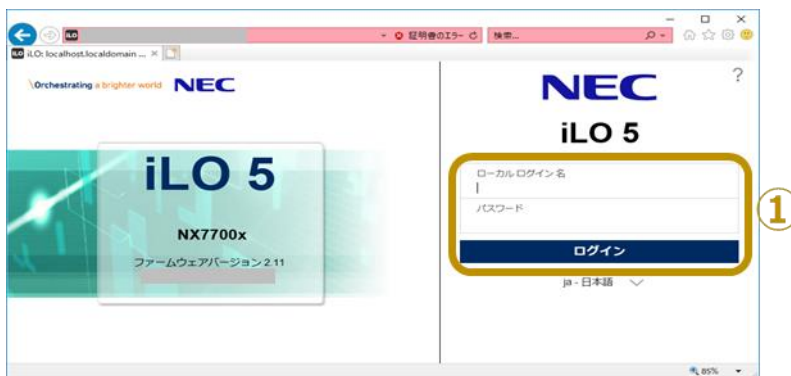 iLO
証明書のエラー
検索...
iLO iLO: localhost.localdomain ...
\Orchestrating a brighter world NEC
iLO 5
NX7700x
ファームウェアバージョン 2.11
NEC
?
iLO 5
ローカル ログイン 名
パスワード
ログイン
①
ja - 日本語
85%